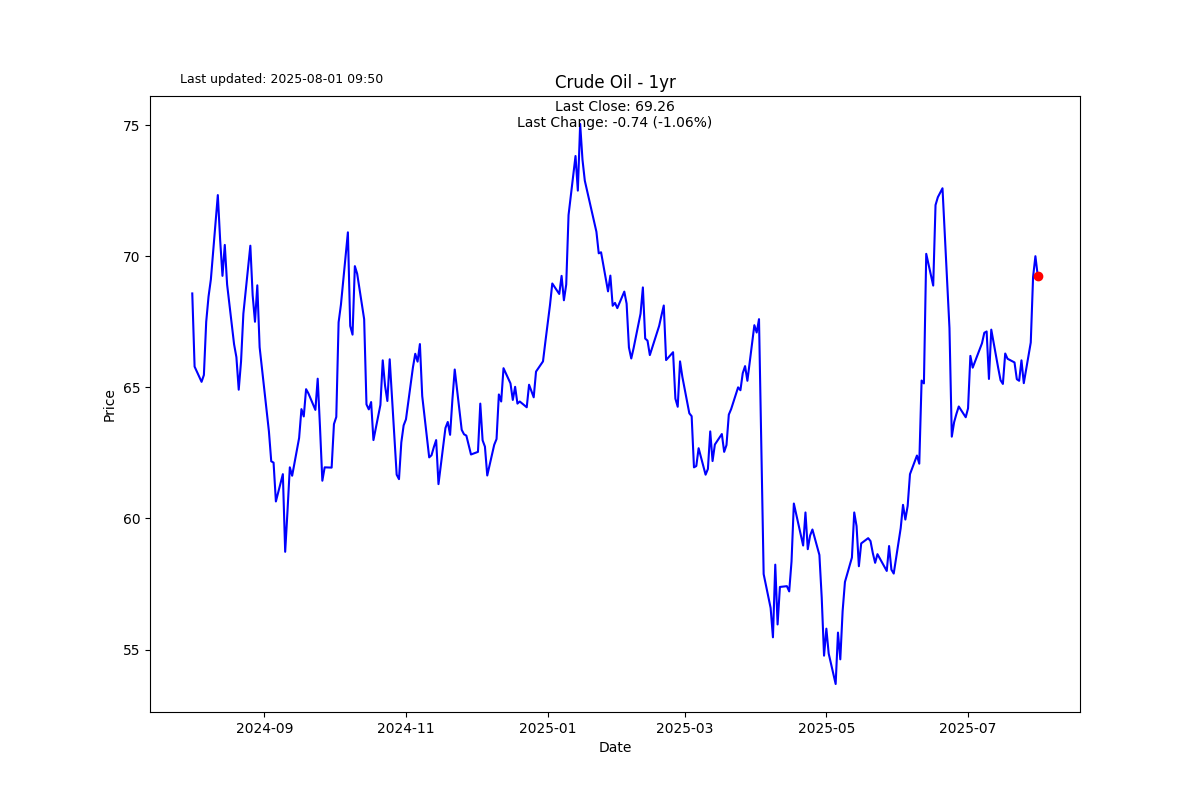 Last updated: 2025-08-01 09:50
Crude Oil - 1yr
Last Close: 69.26
Last Change: -0.74 (-1.06%)
75
70
65
60
55
Price
2024-09 2024-11 2025-01 2025-03 2025-05 2025-07
Date